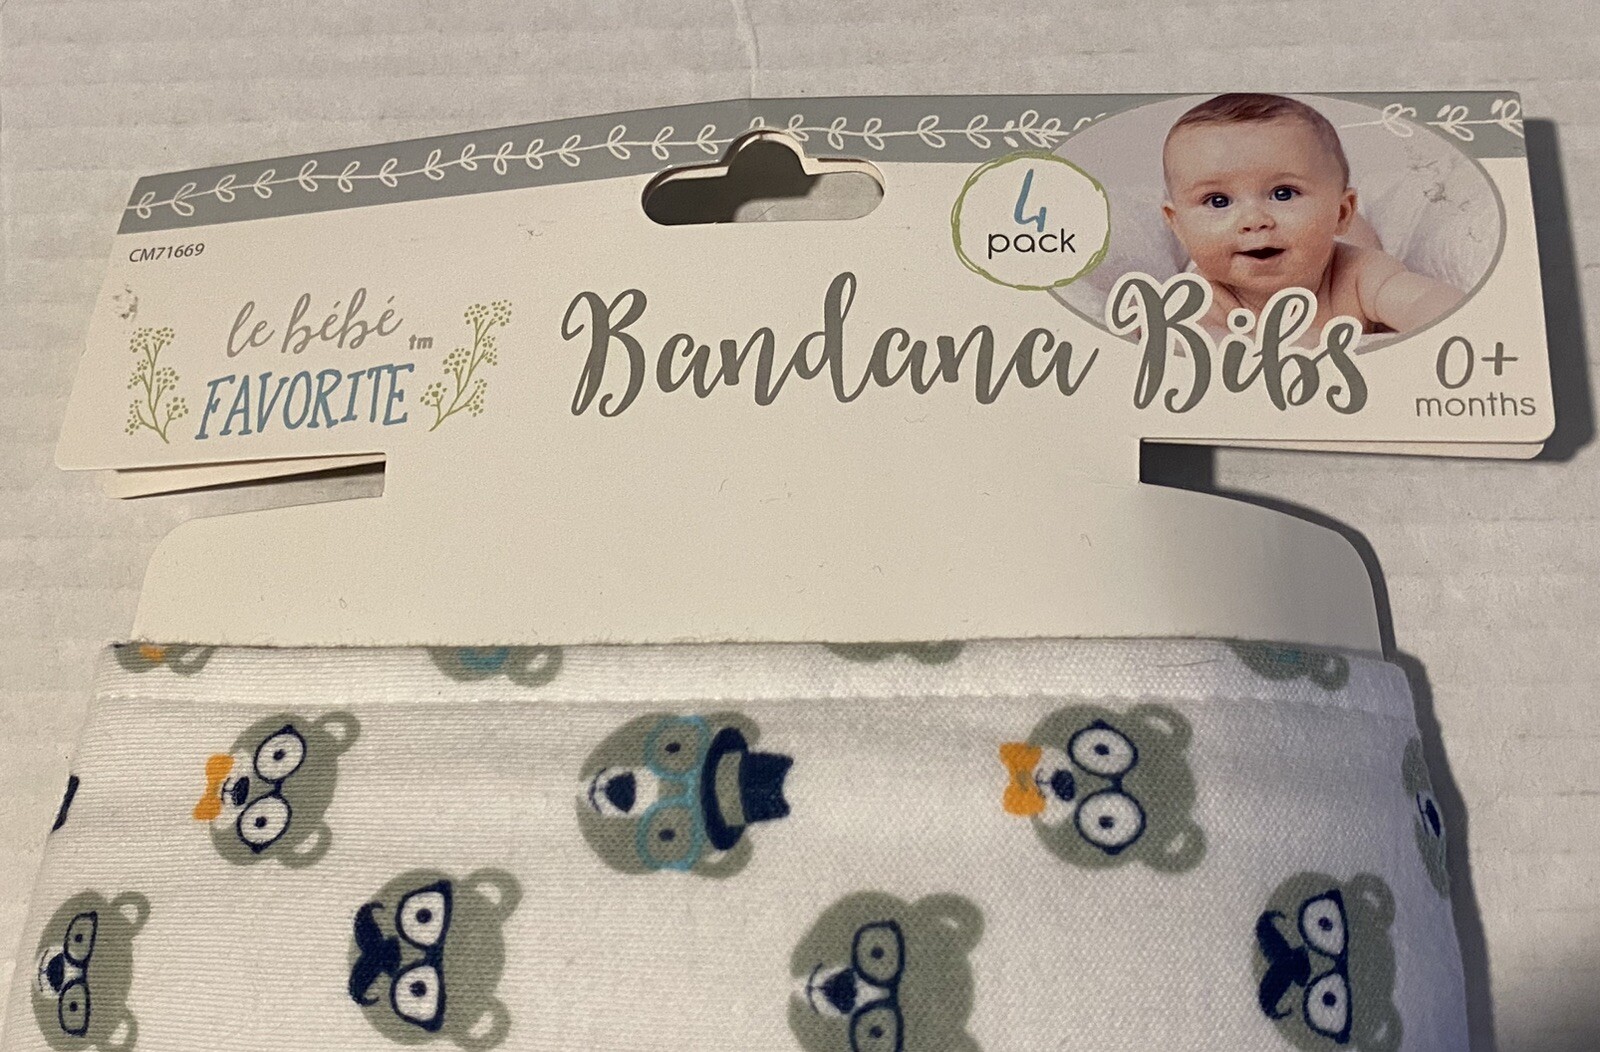 CM71669
le bébé ™
FAVORITE
4
pack
Bandana Bibs
0+
months